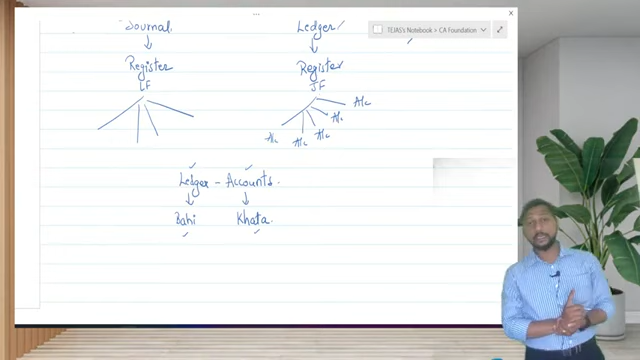 Journal
Ledger
TEJAS's Notebook > CA Foundation
Register
Register
LF
JF
A/c
A/c
A/c
A/c
A/c
Ledger - Accounts.
Bahi
Khata.